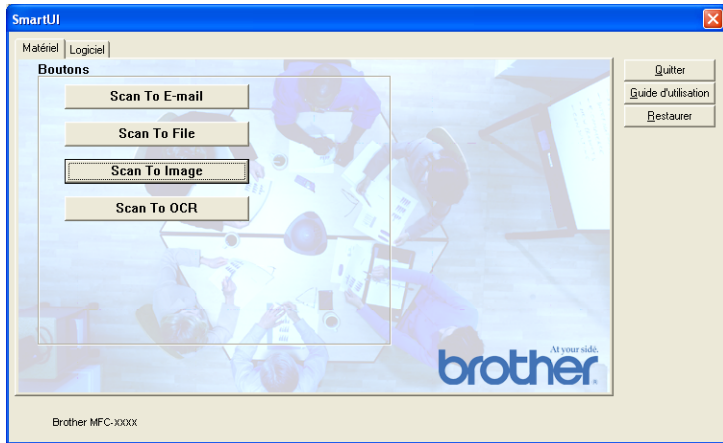 SmartUI
Matériel
Logiciel
Boutons
Scan To E-mail
Scan To File
Scan To Image
Scan To OCR
Quitter
Guide d'utilisation
Restaurer
At your side.
brother
Brother MFC-XXXX